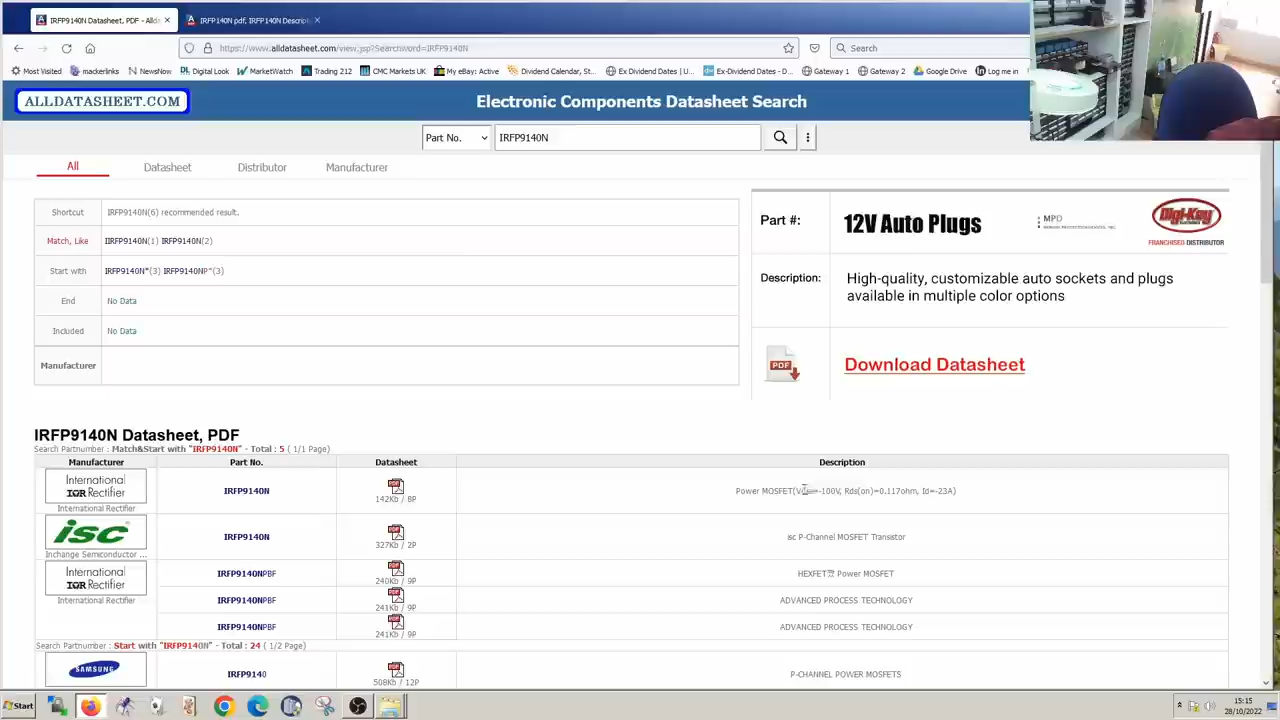 IRFP9140N Datasheet, PDF - Allda
IRFP140N pdf, IRFP140N Descripti
https://www.alldatasheet.com/view.jsp?Searchword=IRFP9140N
Search
Most Visited
mackerlinks
NewsNow
Digital Look
MarketWatch
Trading 212
CMC Markets UK
My eBay: Active
Dividend Calendar, St...
Ex Dividend Dates | U...
Ex-Dividend Dates - D...
Gateway 1
Gateway 2
Google Drive
Log me in
ALLDATASHEET.COM
Electronic Components Datasheet Search
Part No.
IRFP9140N
All
Datasheet
Distributor
Manufacturer
Shortcut
IRFP9140N(6) recommended result.
Match, Like
IIRFP9140N(1) IRFP9140N(2)
Start with
IRFP9140N*(3) IRFP9140NP*(3)
End
No Data
Included
No Data
Manufacturer
Part #:
12V Auto Plugs
MPD
Digi-Key
FRANCHISED DISTRIBUTOR
Description:
High-quality, customizable auto sockets and plugs
available in multiple color options
PDF
Download Datasheet
IRFP9140N Datasheet, PDF
Search Partnumber : Match&Start with "IRFP9140N" - Total : 5 ( 1/1 Page)
Manufacturer
Part No.
Datasheet
Description
International
IOR Rectifier
International Rectifier
IRFP9140N
142Kb / 8P
-100V, Rds(on)=0.117ohm, Id=-23A)
isc
Inchange Semiconductor ...
IRFP9140N
327Kb / 2P
isc P-Channel MOSFET Transistor
International
IOR Rectifier
International Rectifier
IRFP9140NPBF
240Kb / 9P
Power MOSFET
IRFP9140NPBF
241Kb / 9P
ADVANCED PROCESS TECHNOLOGY
IRFP9140NPBF
241Kb / 9P
ADVANCED PROCESS TECHNOLOGY
Search Partnumber : Start with "IRFP9140N" - Total : 24 ( 1/2 Page)
SAMSUNG
IRFP9140
508Kb / 12P
P-CHANNEL POWER MOSFETS
Start
15:15
28/10/2022